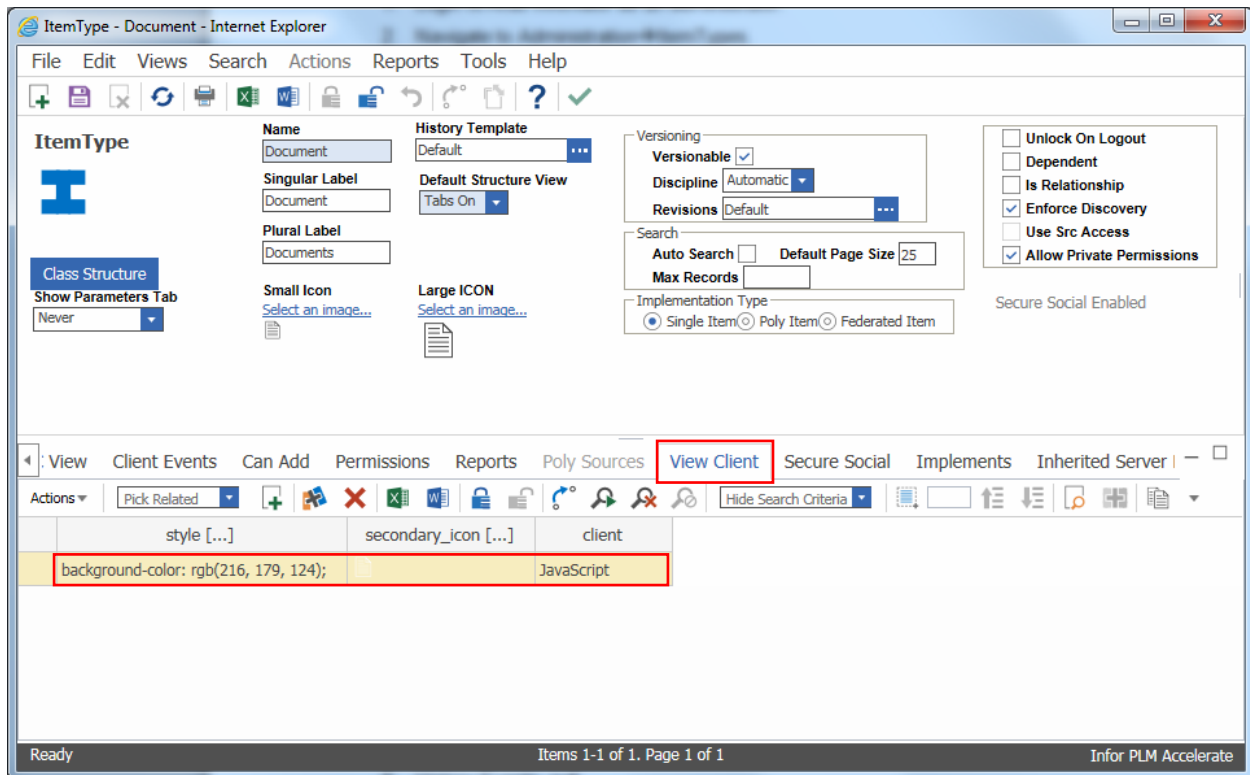 ItemType - Document - Internet Explorer
File Edit Views Search Actions Reports Tools Help
ItemType
Class Structure
Show Parameters Tab
Never
Name
Document
Singular Label
Document
Plural Label
Documents
Small Icon
Select an image...
History Template
Default
Default Structure View
Tabs On
Large ICON
Select an image...
Versioning
Versionable
Discipline Automatic
Revisions Default
Search
Auto Search Default Page Size 25
Max Records
Implementation Type
Single Item Poly Item Federated Item
Unlock On Logout
Dependent
Is Relationship
Enforce Discovery
Use Src Access
Allow Private Permissions
Secure Social Enabled
View Client Events Can Add Permissions Reports Poly Sources View Client Secure Social Implements Inherited Server
Actions Pick Related Hide Search Criteria
style [...] secondary_icon [...] client
background-color: rgb(216, 179, 124); JavaScript
Ready Items 1-1 of 1. Page 1 of 1 Infor PLM Accelerate